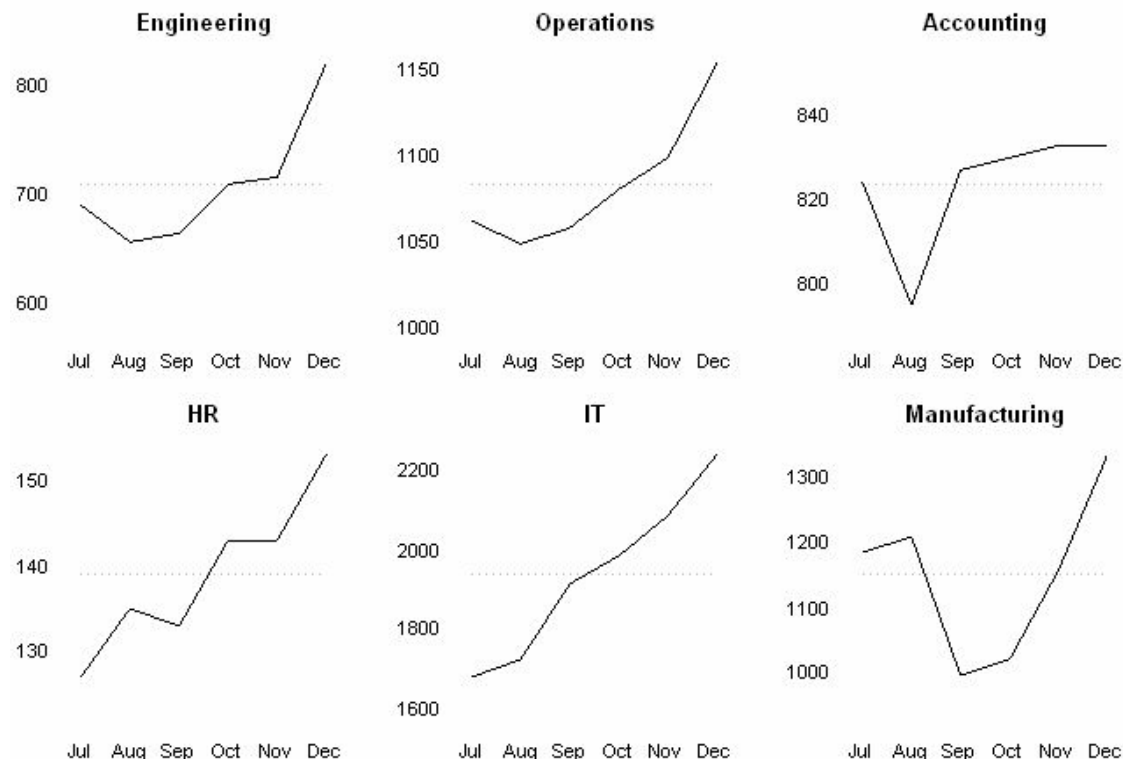 Engineering
800
700
600
Jul Aug Sep Oct Nov Dec
Operations
1150
1100
1050
1000
Jul Aug Sep Oct Nov Dec
Accounting
840
820
800
Jul Aug Sep Oct Nov Dec
HR
150
140
130
Jul Aug Sep Oct Nov Dec
IT
2200
2000
1800
1600
Jul Aug Sep Oct Nov Dec
Manufacturing
1300
1200
1100
1000
Jul Aug Sep Oct Nov Dec